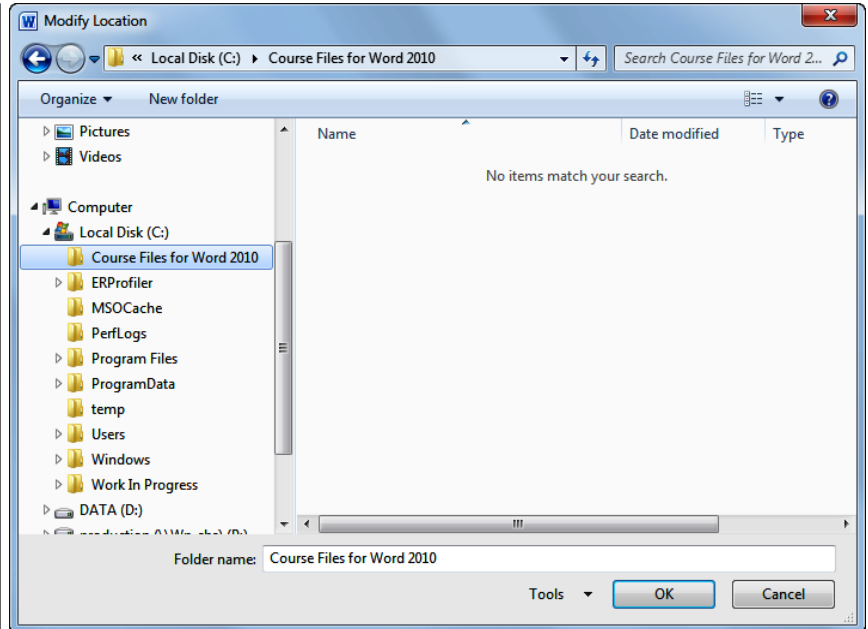 Modify Location
« Local Disk (C:) Course Files for Word 2010
Search Course Files for Word 2...
Organize New folder
Name Date modified Type
No items match your search.
Pictures
Videos
Computer
Local Disk (C:)
Course Files for Word 2010
ERProfiler
MSOCache
PerfLogs
Program Files
ProgramData
temp
Users
Windows
Work In Progress
DATA (D:)
Folder name: Course Files for Word 2010
Tools OK Cancel